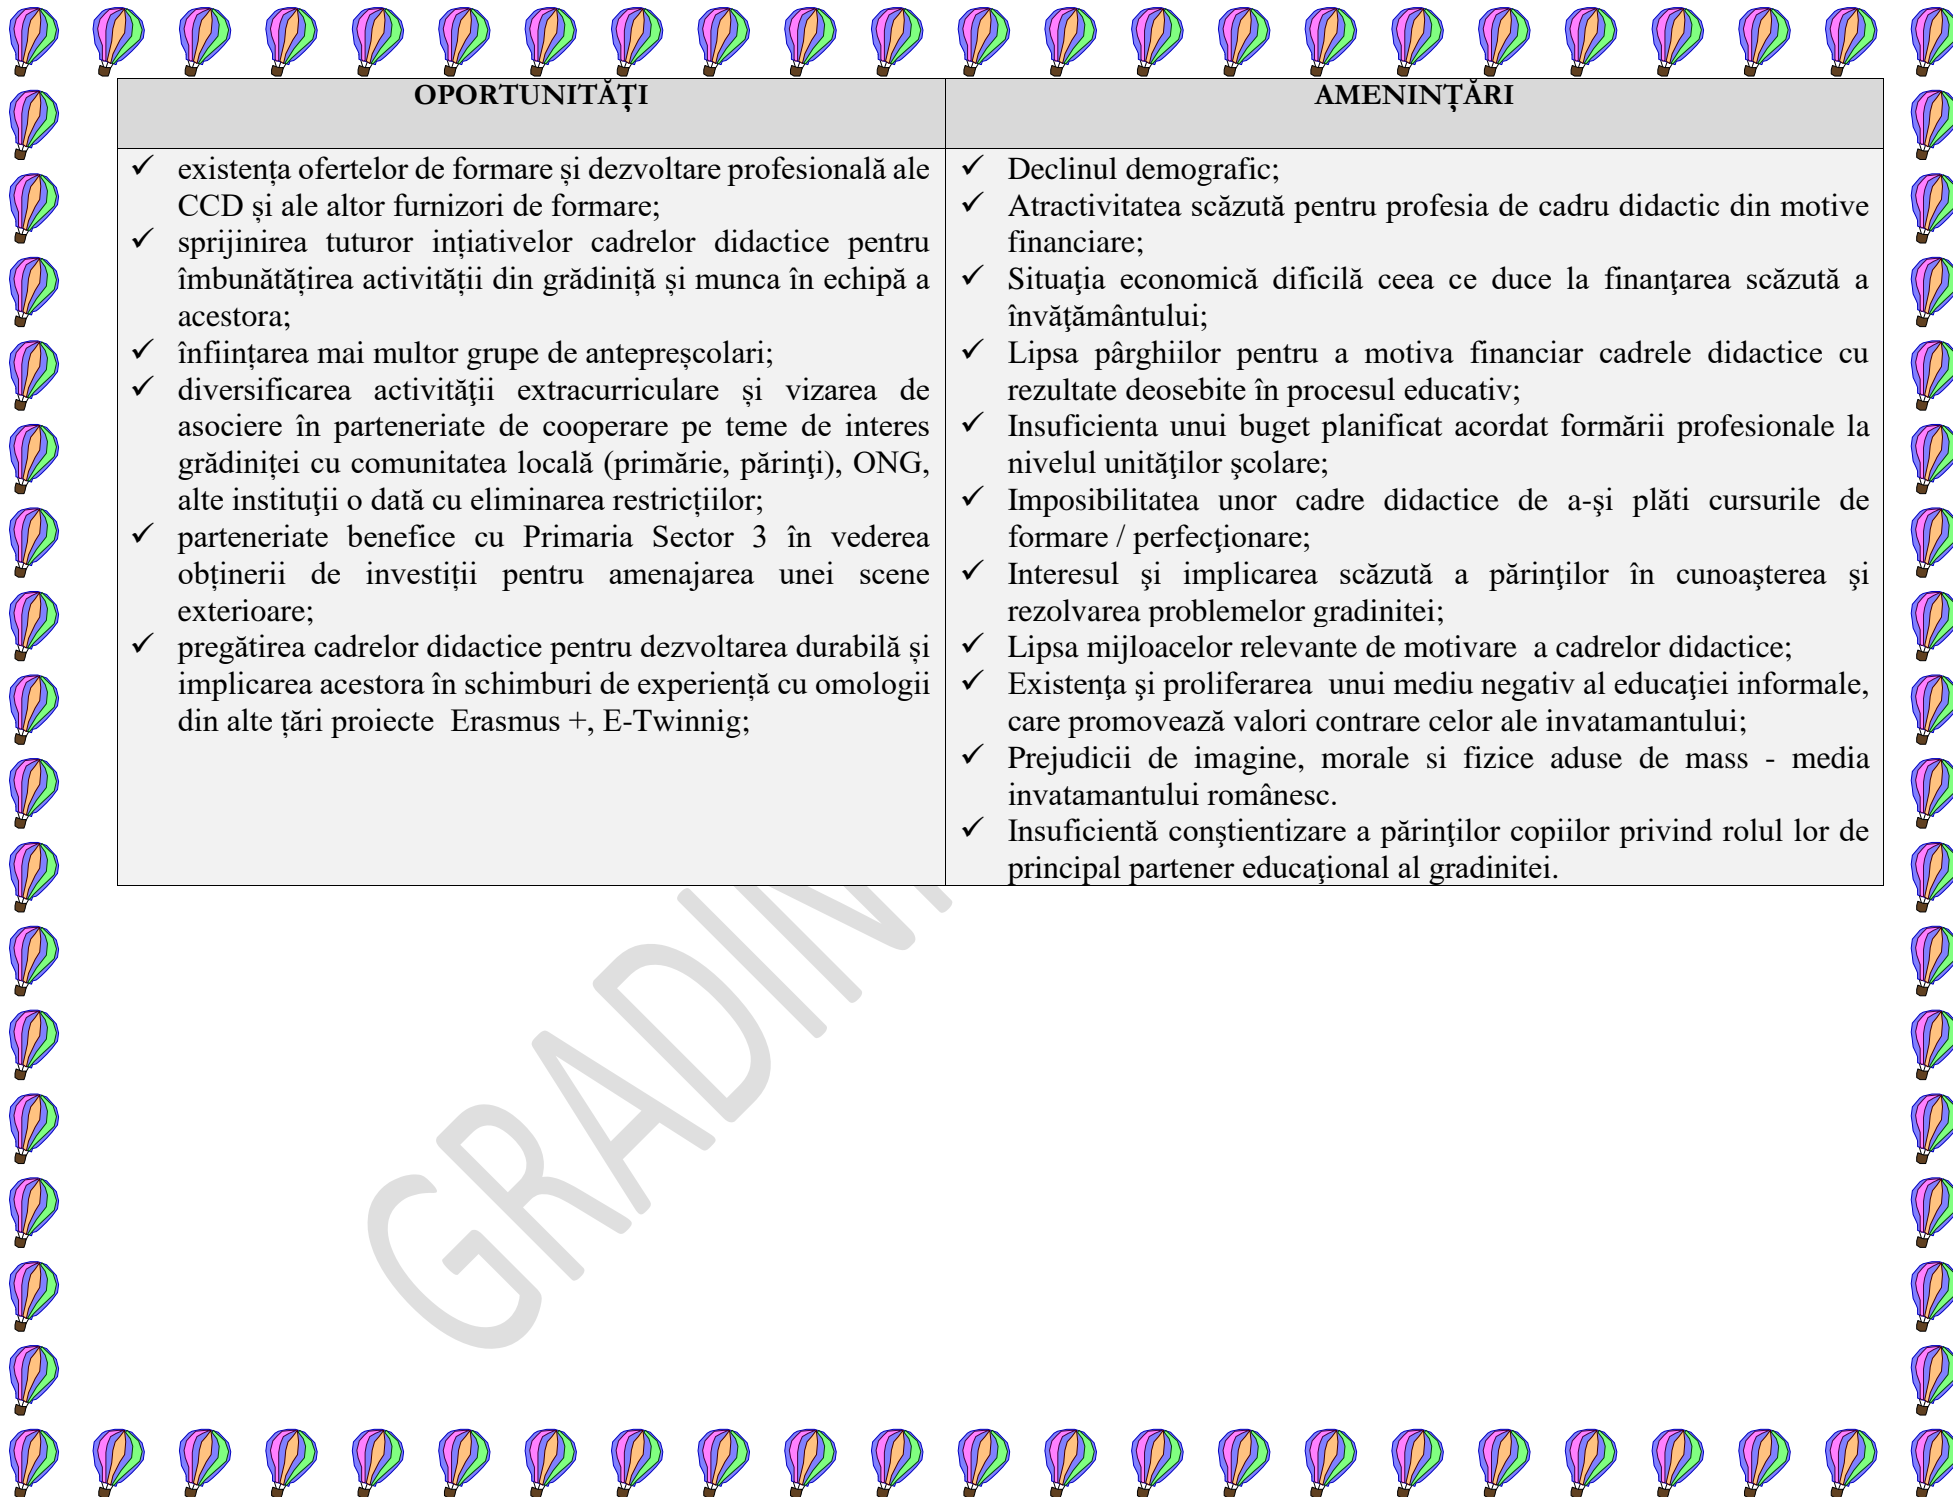 OPORTUNITĂȚI
existența ofertelor de formare și dezvoltare profesională ale
CCD și ale altor furnizori de formare;
sprijinirea tuturor ințiativelor cadrelor didactice pentru
îmbunătățirea activității din grădiniță și munca în echipă a
acestora;
înființarea mai multor grupe de antepreșcolari;
diversificarea activităţii extracurriculare și vizarea de
asociere în parteneriate de cooperare pe teme de interes
grădiniței cu comunitatea locală (primărie, părinţi), ONG,
alte instituţii o dată cu eliminarea restricțiilor;
parteneriate benefice cu Primaria Sector 3 în vederea
obținerii de investiții pentru amenajarea unei scene
exterioare;
pregătirea cadrelor didactice pentru dezvoltarea durabilă și
implicarea acestora în schimburi de experiență cu omologii
din alte țări proiecte  Erasmus +, E-Twinnig;
AMENINȚĂRI
Declinul demografic;
Atractivitatea scăzută pentru profesia de cadru didactic din motive
financiare;
Situaţia economică dificilă ceea ce duce la finanţarea scăzută a
învăţământului;
Lipsa pârghiilor pentru a motiva financiar cadrele didactice cu
rezultate deosebite în procesul educativ;
Insuficienta unui buget planificat acordat formării profesionale la
nivelul unităţilor şcolare;
Imposibilitatea unor cadre didactice de a-şi plăti cursurile de
formare / perfecţionare;
Interesul şi implicarea scăzută a părinţilor în cunoaşterea şi
rezolvarea problemelor gradinitei;
Lipsa mijloacelor relevante de motivare  a cadrelor didactice;
Existenţa şi proliferarea  unui mediu negativ al educaţiei informale,
care promovează valori contrare celor ale invatamantului;
Prejudicii de imagine, morale si fizice aduse de mass - media
invatamantului românesc.
Insuficientă conştientizare a părinţilor copiilor privind rolul lor de
principal partener educaţional al gradinitei.
GRADIN